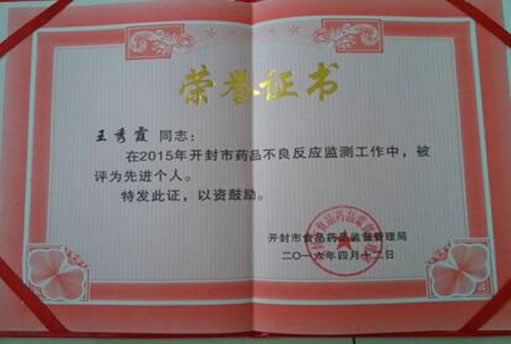 荣誉证书
王秀霞 同志：
在2015年开封市药品不良反应监测工作中，被
评为先进个人。
特发此证，以资鼓励。
开封市食品药品监督管理局
二〇一六年四月十二日